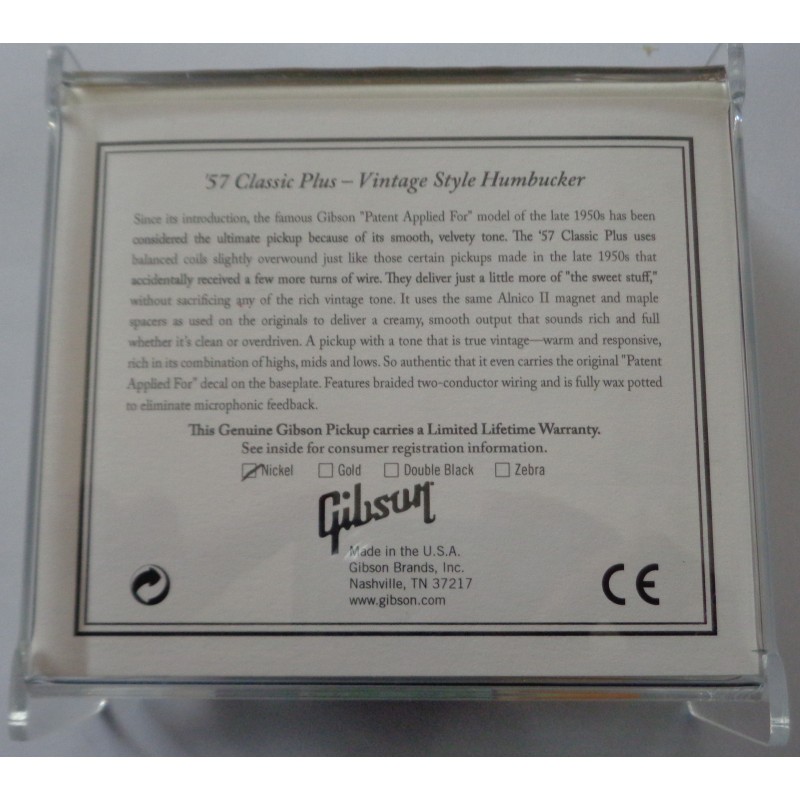 '57 Classic Plus – Vintage Style Humbucker
Since its introduction, the famous Gibson "Patent Applied For" model of the late 1950s has been
considered the ultimate pickup because of its smooth, velvety tone. The '57 Classic Plus uses
balanced coils slightly overwound just like those certain pickups made in the late 1950s that
accidentally received a few more turns of wire. They deliver just a little more of "the sweet stuff,"
without sacrificing any of the rich vintage tone. It uses the same Alnico II magnet and maple
spacers as used on the originals to deliver a creamy, smooth output that sounds rich and full
whether it's clean or overdriven. A pickup with a tone that is true vintage—warm and responsive,
rich in its combination of highs, mids and lows. So authentic that it even carries the original "Patent
Applied For" decal on the baseplate. Features braided two-conductor wiring and is fully wax potted
to eliminate microphonic feedback.
This Genuine Gibson Pickup carries a Limited Lifetime Warranty.
See inside for consumer registration information.
Nickel Gold Double Black Zebra
Gibson
Made in the U.S.A.
Gibson Brands, Inc.
Nashville, TN 37217
www.gibson.com
CE